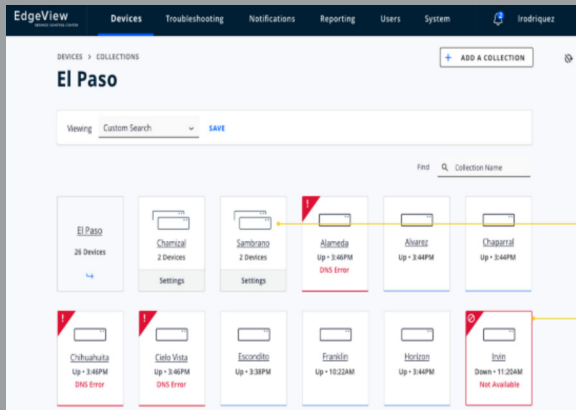 EdgeView
SERVICE CONTROL CENTER
Devices
Troubleshooting
Notifications
Reporting
Users
System
lrodriquez
DEVICES > COLLECTIONS
El Paso
+ ADD A COLLECTION
Viewing Custom Search SAVE
Find Collection Name
El Paso
26 Devices
Chamizal
2 Devices
Settings
Sambrano
2 Devices
Settings
!
Alameda
Up • 3:46PM
DNS Error
Alvarez
Up • 3:44PM
Chaparral
Up • 3:44PM
!
Chihuahuita
Up • 3:46PM
DNS Error
!
Cielo Vista
Up • 3:46PM
DNS Error
Escondito
Up • 3:38PM
Franklin
Up • 10:22AM
Horizon
Up • 3:44PM
Irvin
Down • 11:20AM
Not Available